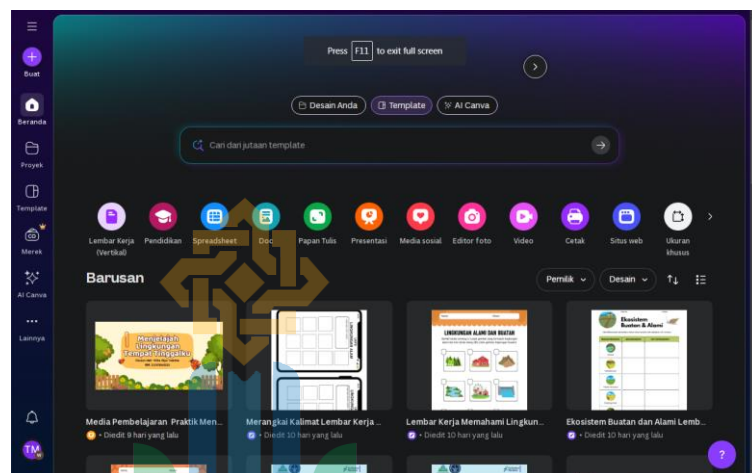 Press F11 to exit full screen
Buat
Desain Anda
Template
AI Canva
Beranda
Cari dari jutaan template
Proyek
Template
Lembar Kerja (Vertikal)
Pendidikan
Spreadsheet
Doc
Papan Tulis
Presentasi
Media sosial
Editor foto
Video
Cetak
Situs web
Ukuran khusus
Merek
Barusan
Pemilik
Desain
AI Canva
Lainnya
Menjelajah
Lingkungan
Tempat Tinggalku
LINGKUNGAN ALAMI DAN BUATAN
Ekosistem
Buatan & Alami
Media Pembelajaran Praktik Men...
Diedit 9 hari yang lalu
Merangkai Kalimat Lembar Kerja ...
Diedit 10 hari yang lalu
Lembar Kerja Memahami Lingkun...
Diedit 10 hari yang lalu
Ekosistem Buatan dan Alami Lemb...
Diedit 10 hari yang lalu
TM
?